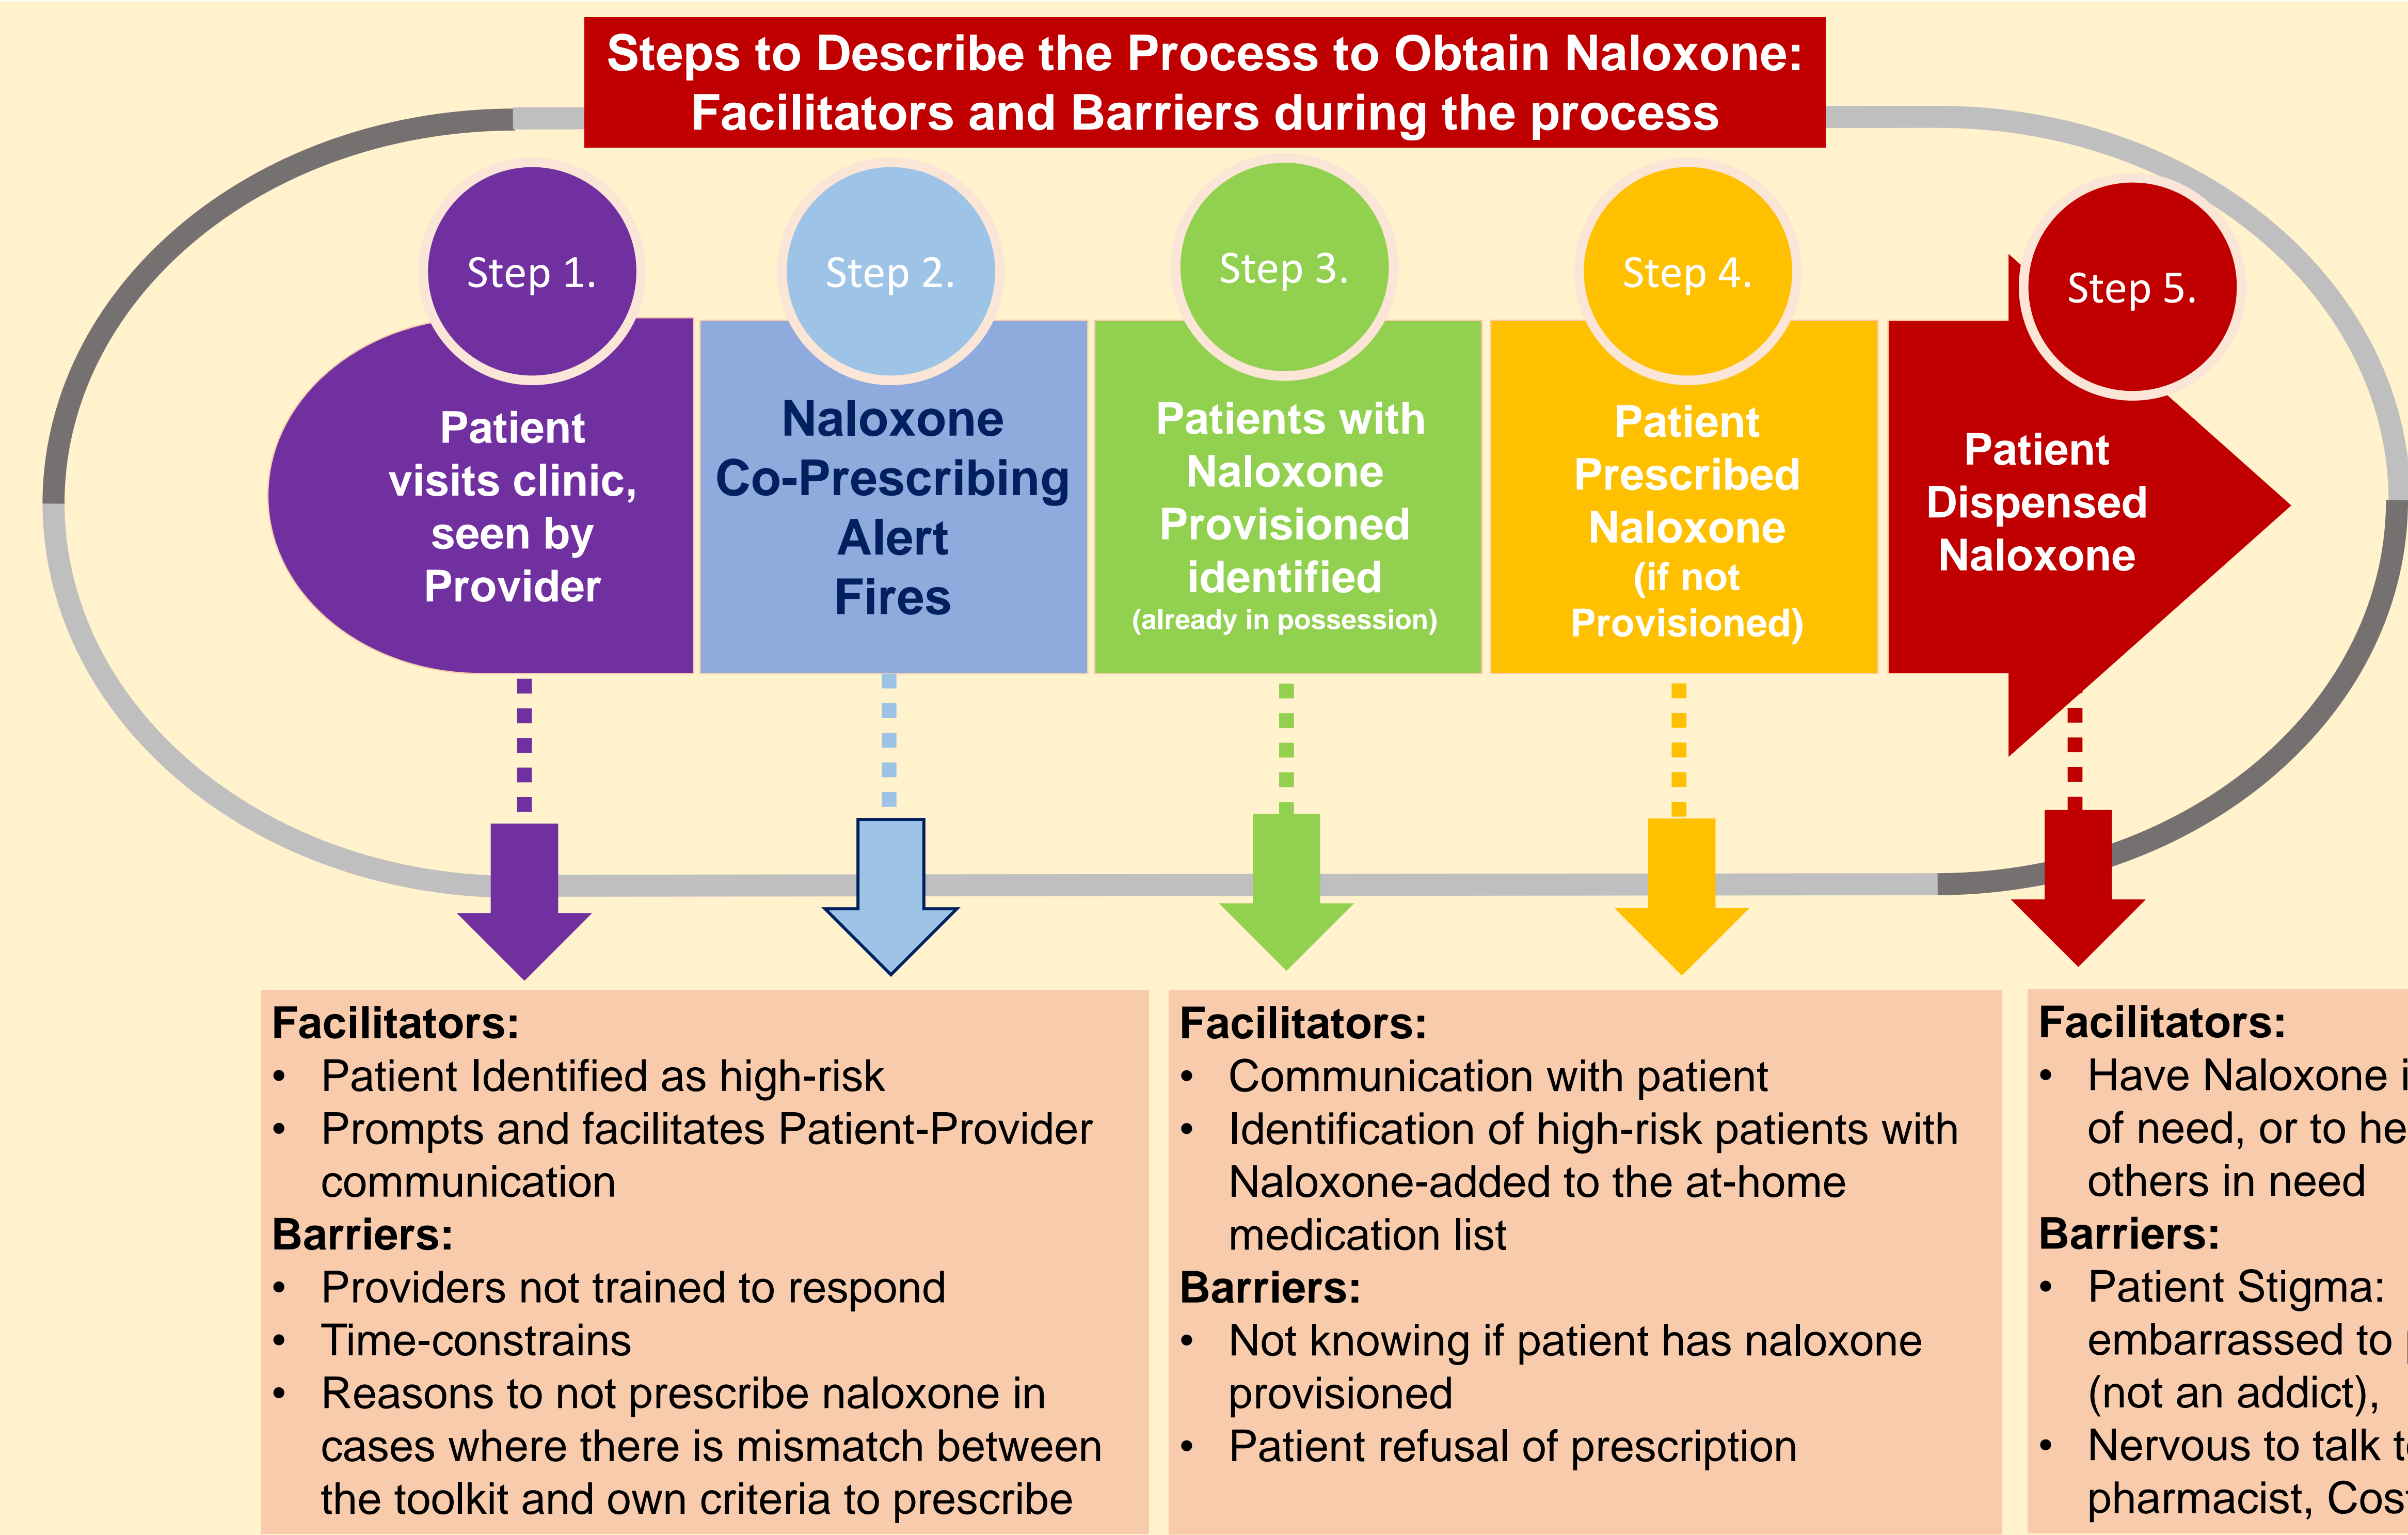 Steps to Describe the Process to Obtain Naloxone:
Facilitators and Barriers during the process
Step 1.
Patient
visits clinic,
seen by
Provider
Step 2.
Naloxone
Co-Prescribing
Alert
Fires
Step 3.
Patients with
Naloxone
Provisioned
identified
(already in possession)
Step 4.
Patient
Prescribed
Naloxone
(if not
Provisioned)
Step 5.
Patient
Dispensed
Naloxone
Facilitators:
• Patient Identified as high-risk
• Prompts and facilitates Patient-Provider
communication
Barriers:
• Providers not trained to respond
• Time-constrains
• Reasons to not prescribe naloxone in
cases where there is mismatch between
the toolkit and own criteria to prescribe
Facilitators:
• Communication with patient
• Identification of high-risk patients with
Naloxone-added to the at-home
medication list
Barriers:
• Not knowing if patient has naloxone
provisioned
• Patient refusal of prescription
Facilitators:
• Have Naloxone
of need, or to
others in need
Barriers:
• Patient Stigma:
embarrassed to
(not an addict),
• Nervous to talk
pharmacist,